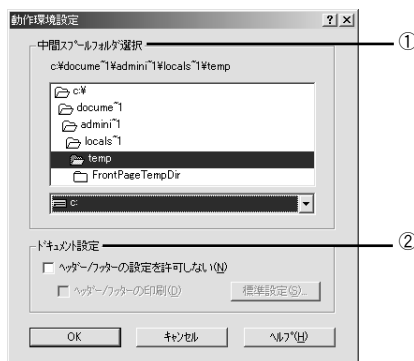 動作環境設定
中間ｽﾌﾟｰﾙﾌｫﾙﾀﾞ選択
①
c:¥docume~1¥admini~1¥locals~1¥temp
c:¥
docume~1
admini~1
locals~1
temp
FrontPageTempDir
c:
ﾄﾞｷｭﾒﾝﾄ設定
②
ﾍｯﾀﾞｰ/ﾌｯﾀｰの設定を許可しない(N)
ﾍｯﾀﾞｰ/ﾌｯﾀｰの印刷(D)
標準設定(S)...
OK
ｷｬﾝｾﾙ
ﾍﾙﾌﾟ(H)